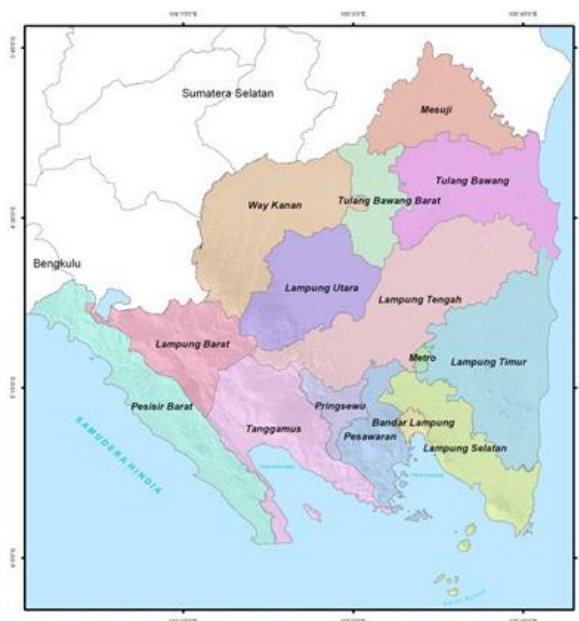 Sumatera Selatan
Mesuji
Tulang Bawang
Way Kanan
Tulang Bawang Barat
Bengkulu
Lampung Utara
Lampung Tengah
Lampung Barat
Metro
Lampung Timur
Pesisir Barat
Pringsewu
Tanggamus
Bandar Lampung
Pesawaran
Lampung Selatan
SAMUDERA HINDIA